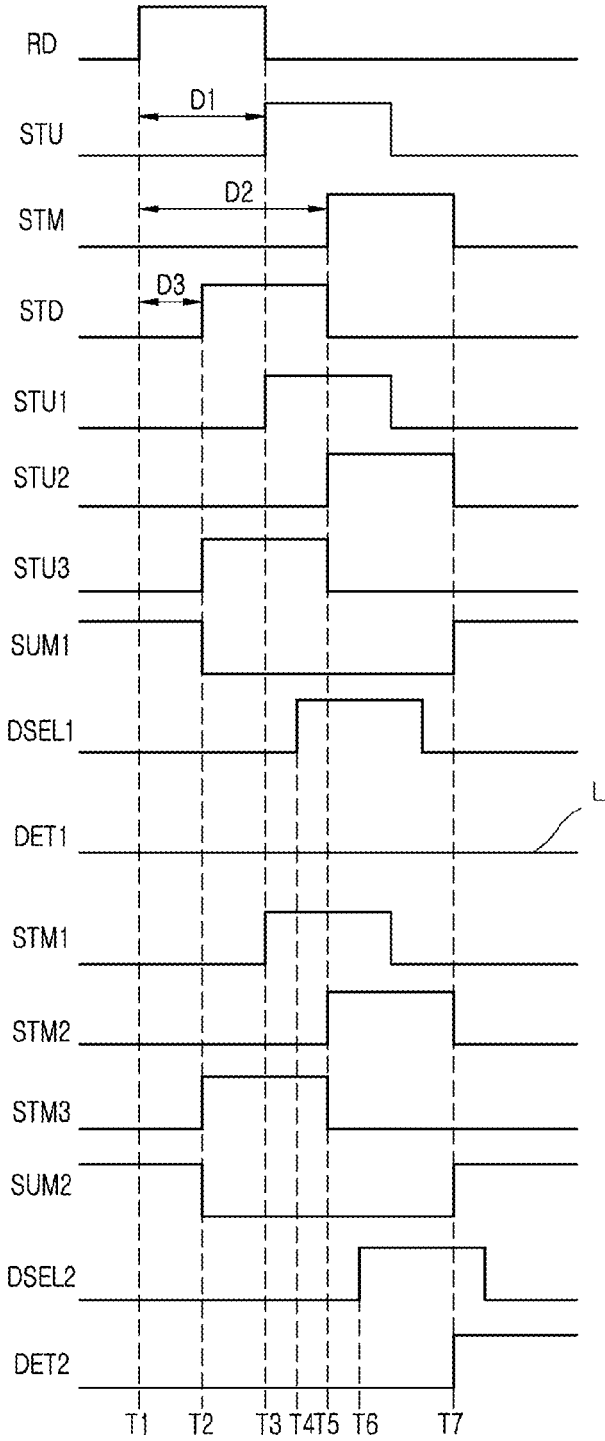 RD
D1
STU
D2
STM
D3
STD
STU1
STU2
STU3
SUM1
DSEL1
L
DET1
STM1
STM2
STM3
SUM2
DSEL2
DET2
T1 T2 T3 T4 T5 T6 T7